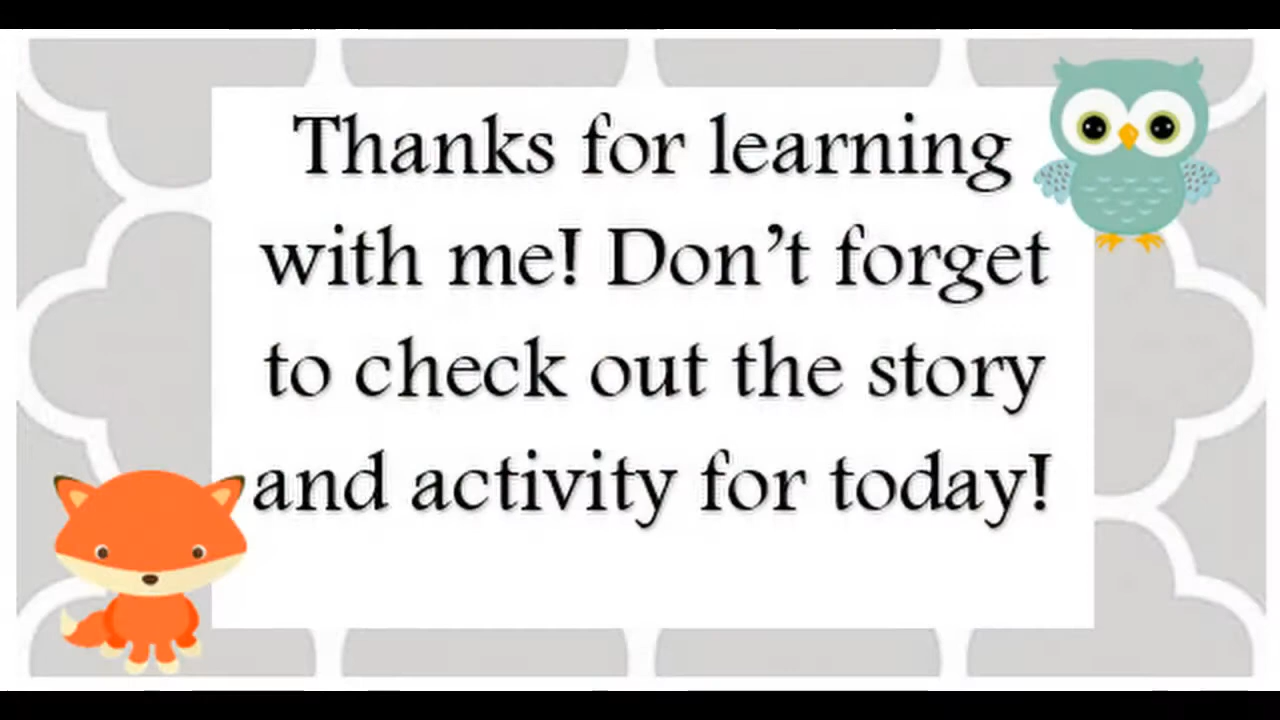 Thanks for learning
with me! Don’t forget
to check out the story
and activity for today!